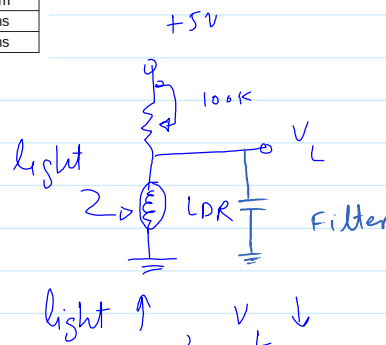 m
ns
ns
+5V
100K
VL
light
LDR
Filter
light ↑ VL ↓